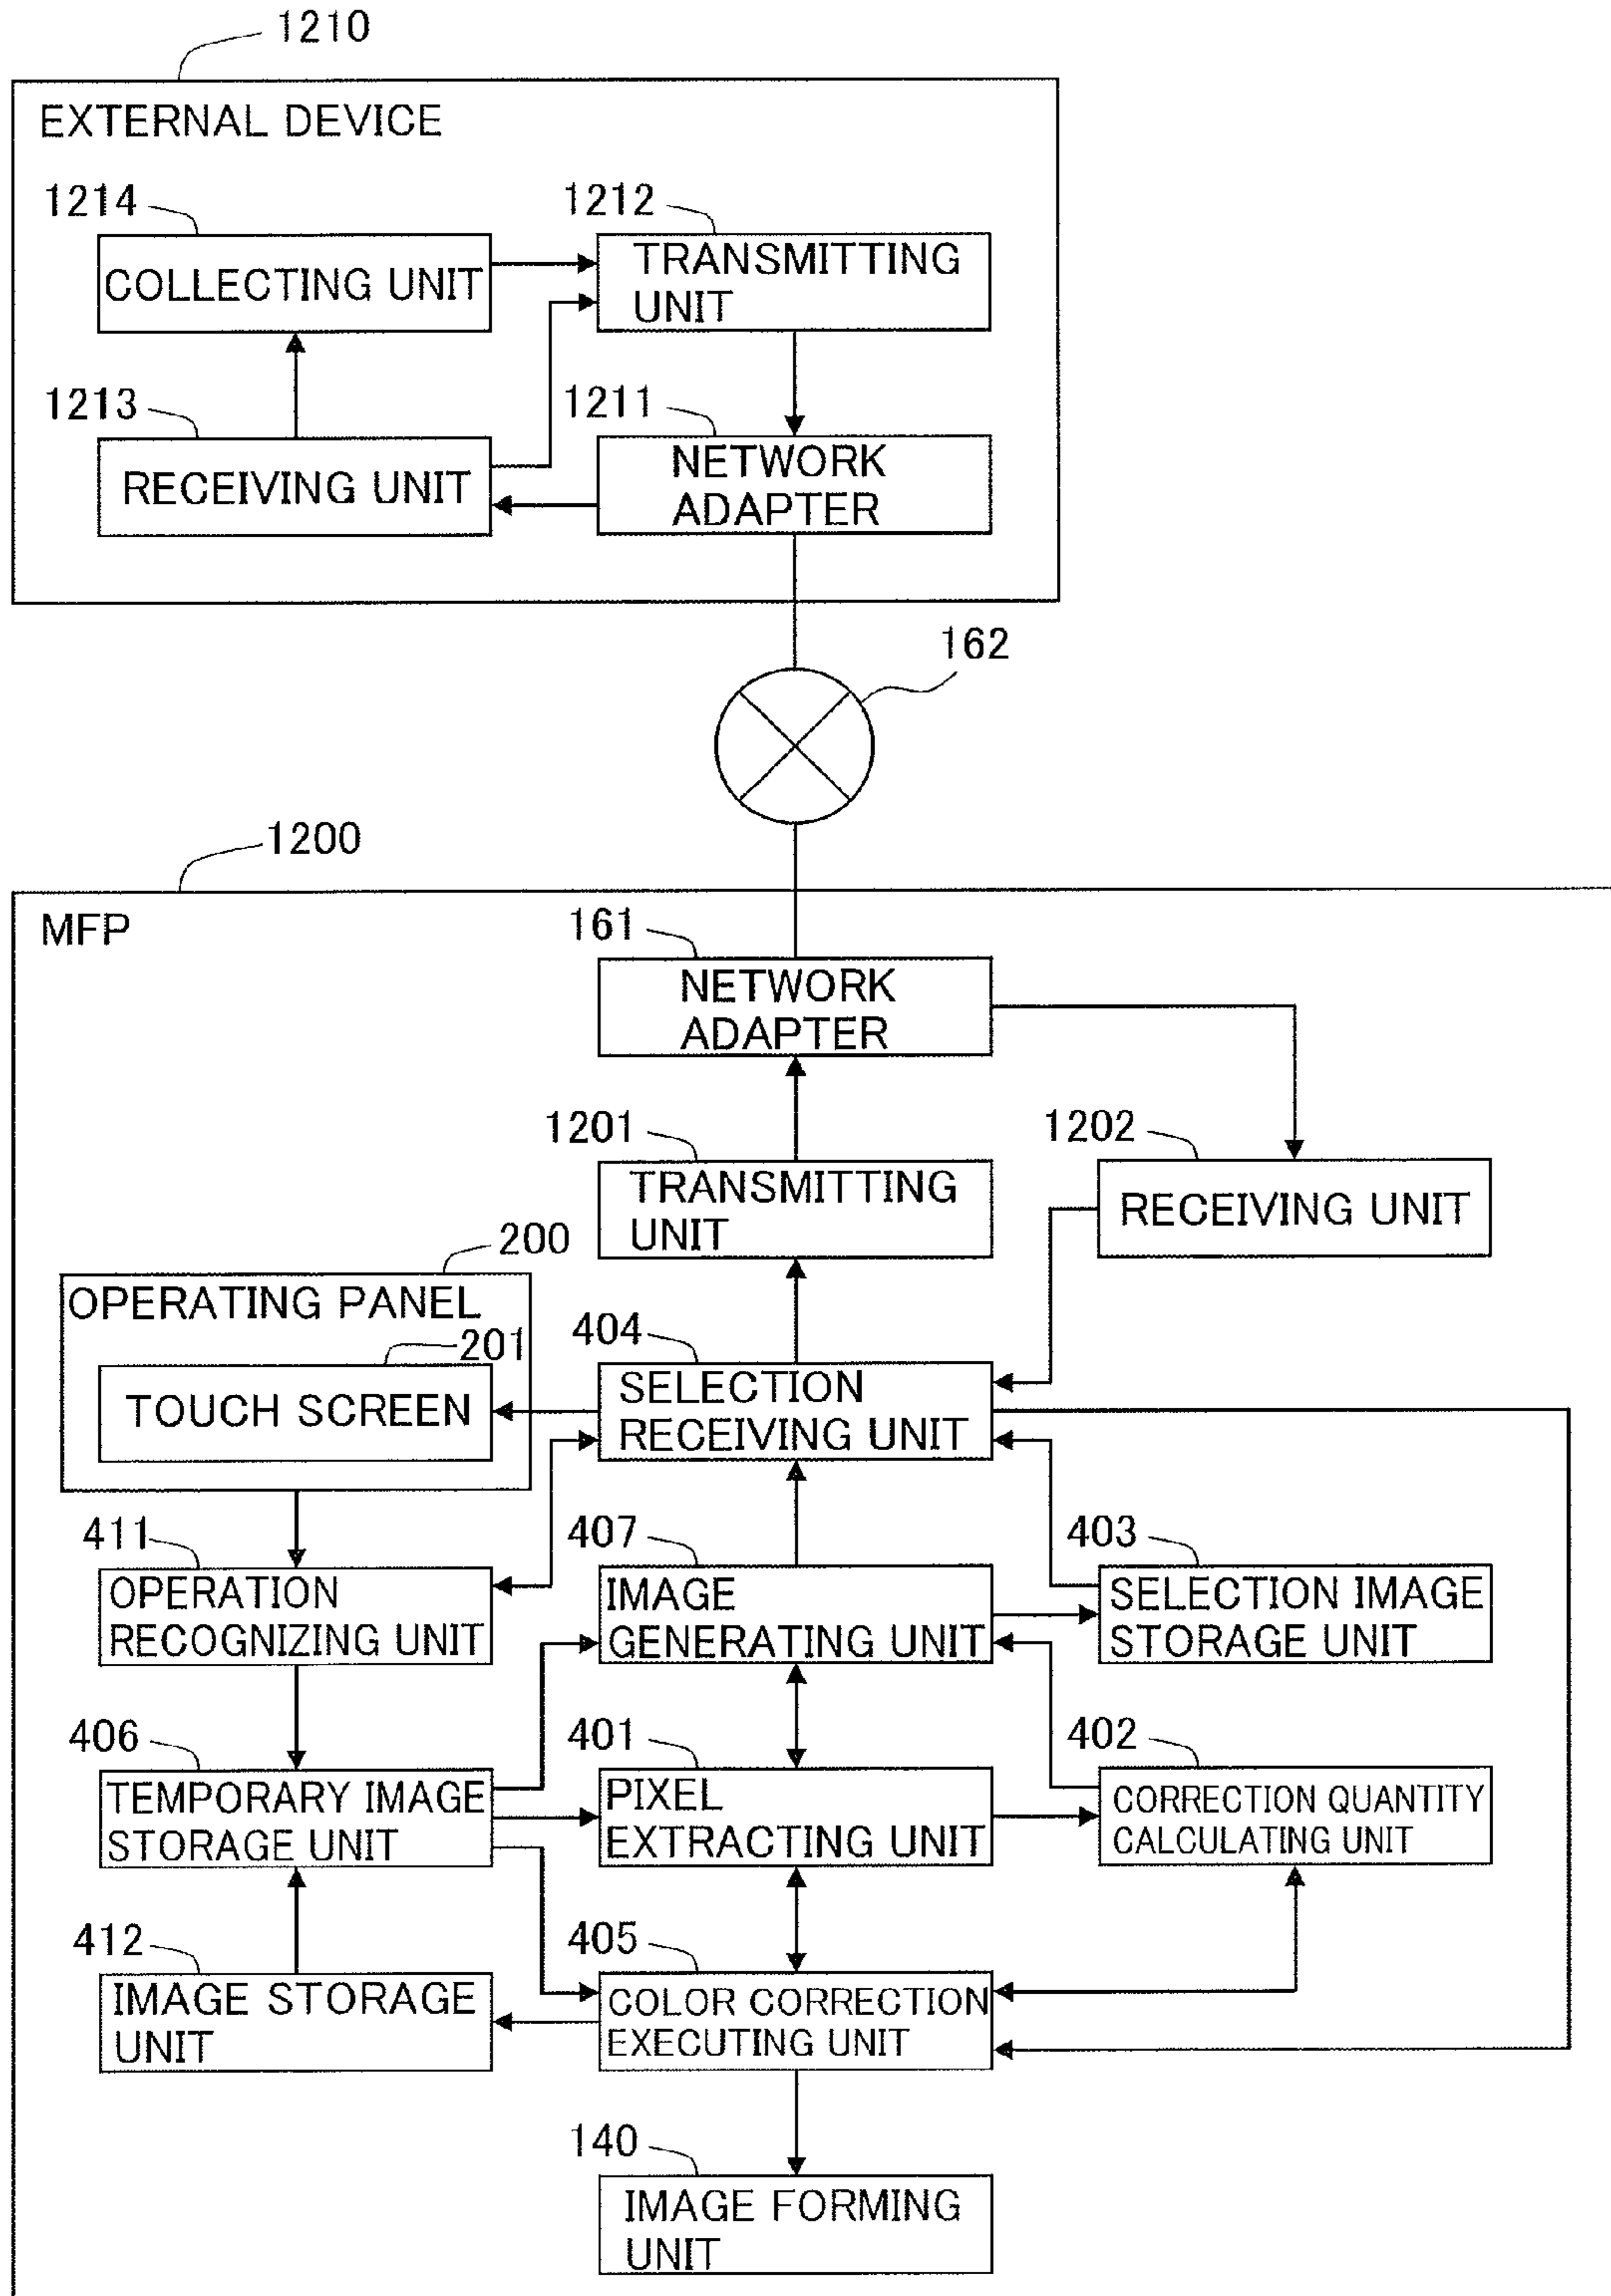 1210
EXTERNAL DEVICE
1214
1212
COLLECTING UNIT
TRANSMITTING
UNIT
1213
1211
RECEIVING UNIT
NETWORK
ADAPTER
162
1200
MFP
161
NETWORK
ADAPTER
1201
1202
TRANSMITTING
UNIT
RECEIVING UNIT
200
OPERATING PANEL
201
404
TOUCH SCREEN
SELECTION
RECEIVING UNIT
411
407
403
OPERATION
RECOGNIZING UNIT
IMAGE
GENERATING UNIT
SELECTION IMAGE
STORAGE UNIT
406
401
402
TEMPORARY IMAGE
STORAGE UNIT
PIXEL
EXTRACTING UNIT
CORRECTION QUANTITY
CALCULATING UNIT
412
405
IMAGE STORAGE
UNIT
COLOR CORRECTION
EXECUTING UNIT
140
IMAGE FORMING
UNIT